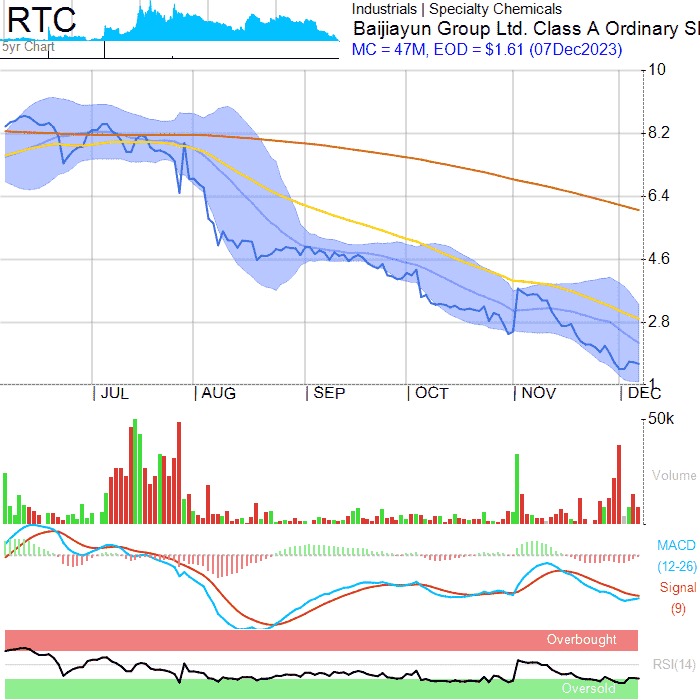 RTC
5yr Chart
Industrials | Specialty Chemicals
Baijiayun Group Ltd. Class A Ordinary Sl
MC = 47M, EOD = $1.61 (07Dec2023)
10
8.2
6.4
4.6
2.8
1
JUL
AUG
SEP
OCT
NOV
DEC
50k
Volume
MACD
(12-26)
Signal
(9)
Overbought
RSI(14)
Oversold